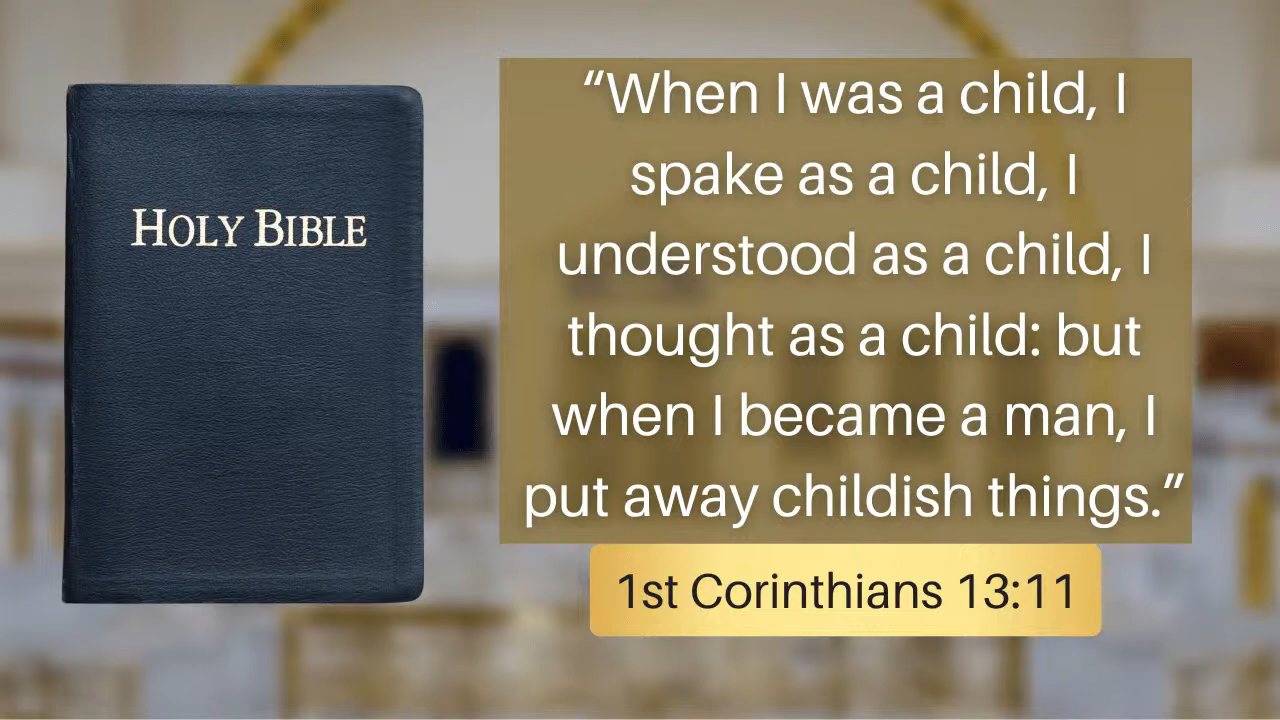 HOLY BIBLE
“When I was a child, I
spake as a child, I
understood as a child, I
thought as a child: but
when I became a man, I
put away childish things.”
1st Corinthians 13:11